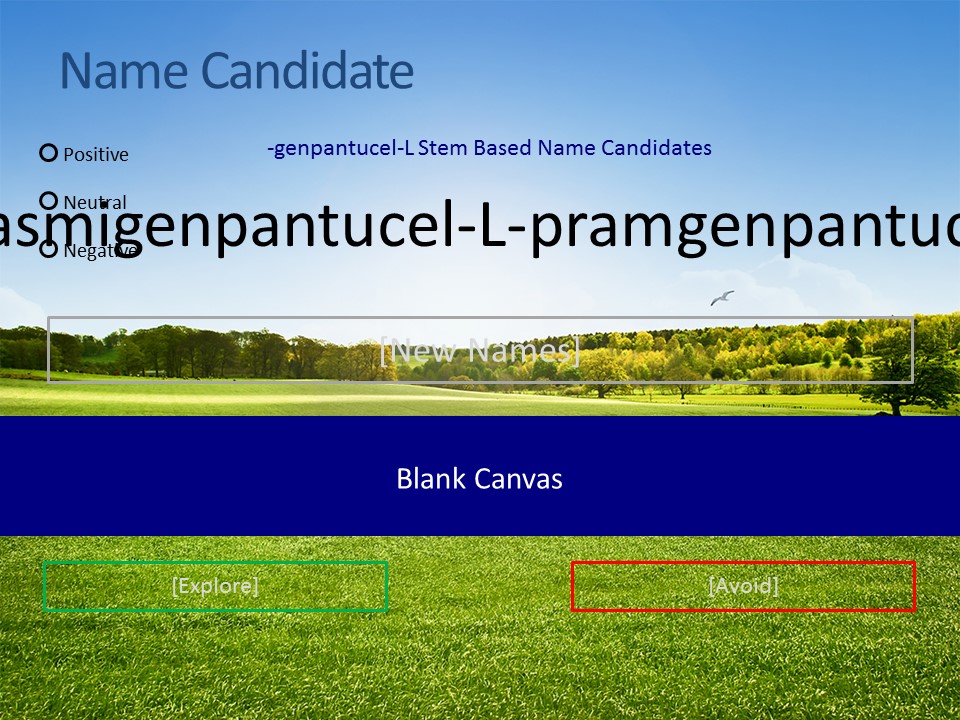 Name Candidate
-genpantucel-L Stem Based Name Candidates
Positive
Neutral
Negative
asmigenpantucel-L-pramgenpantuc
[New Names]
Blank Canvas
[Explore]
[Avoid]